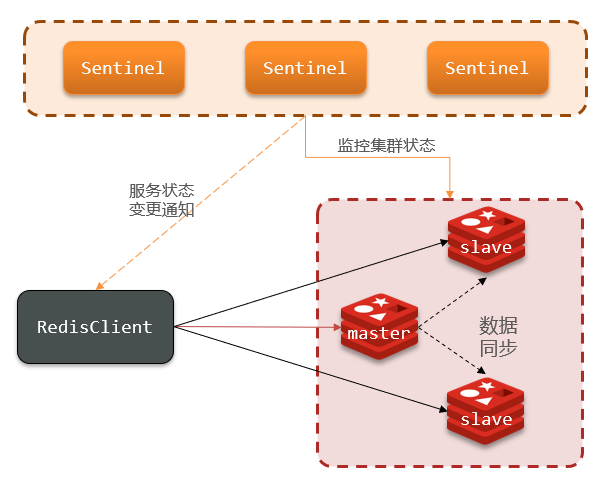 Sentinel
Sentinel
Sentinel
监控集群状态
服务状态
变更通知
slave
RedisClient
master
数据
同步
slave